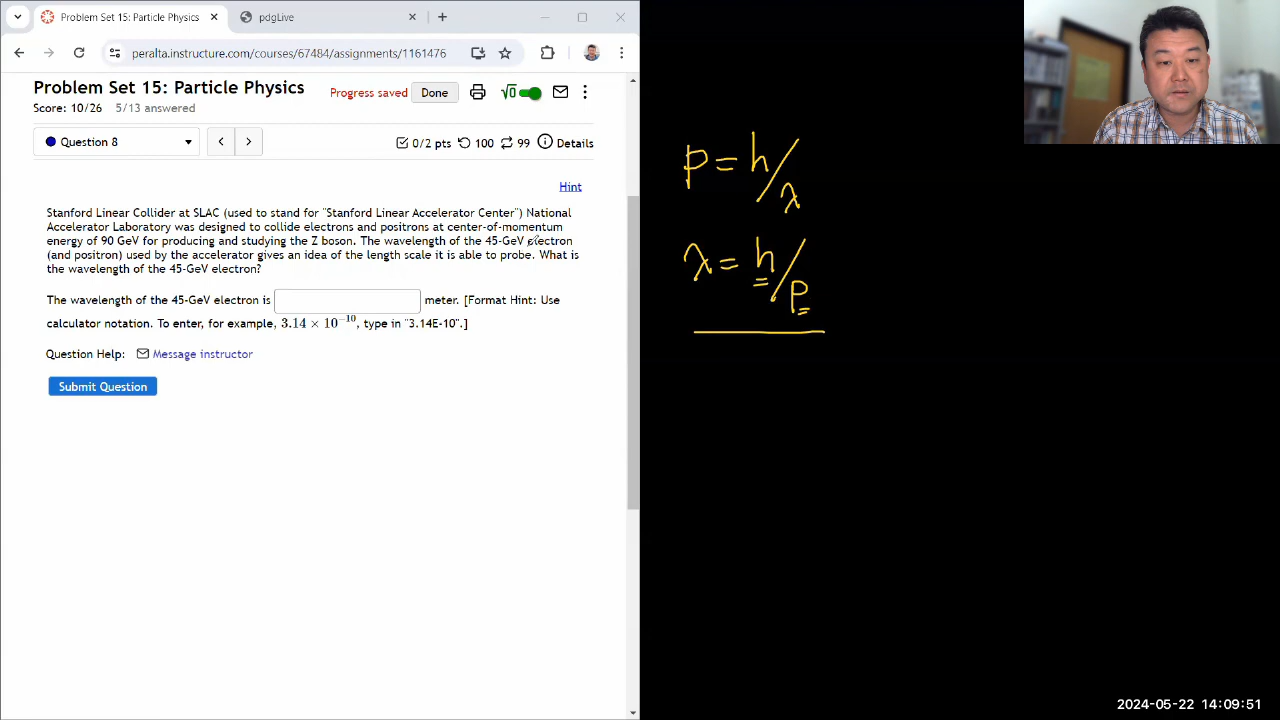 Problem Set 15: Particle Physics
pdgLive
peralta.instructure.com/courses/67484/assignments/1161476
Problem Set 15: Particle Physics
Progress saved
Done
√0
Score: 10/26 5/13 answered
Question 8
0/2 pts 100 99 Details
Hint
Stanford Linear Collider at SLAC (used to stand for "Stanford Linear Accelerator Center") National
Accelerator Laboratory was designed to collide electrons and positrons at center-of-momentum
energy of 90 GeV for producing and studying the Z boson. The wavelength of the 45-GeV electron
(and positron) used by the accelerator gives an idea of the length scale it is able to probe. What is
the wavelength of the 45-GeV electron?
The wavelength of the 45-GeV electron is meter. [Format Hint: Use
calculator notation. To enter, for example, 3.14 × 10⁻¹⁰, type in "3.14E-10".]
Question Help: Message instructor
Submit Question
p = h/λ
λ = h/p
2024-05-22 14:09:51